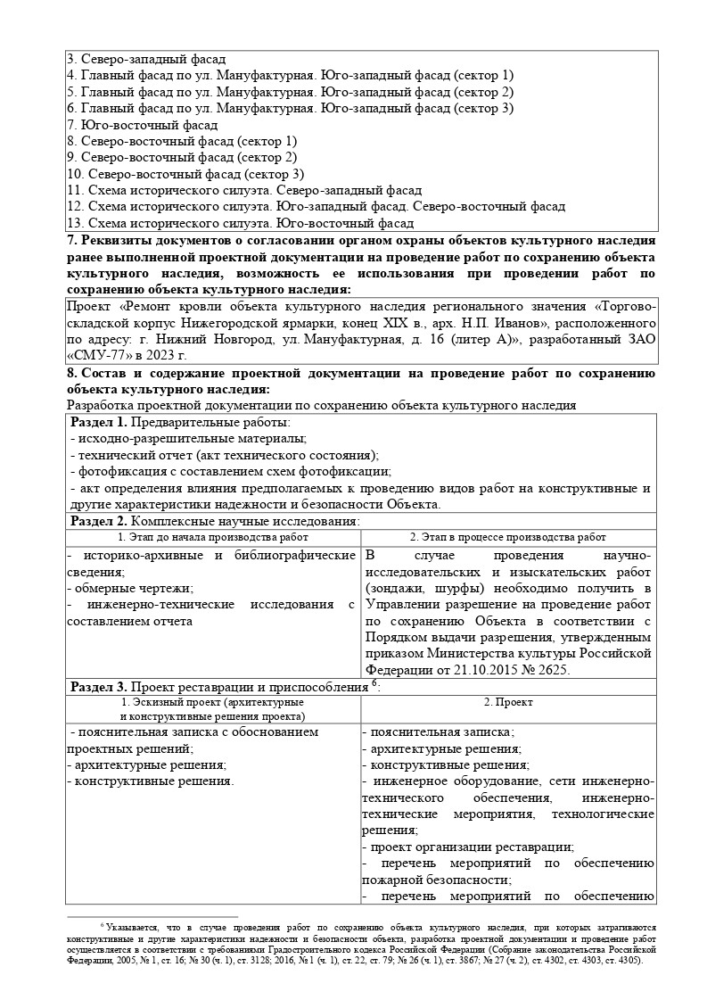 3. Северо-западный фасад
4. Главный фасад по ул. Мануфактурная. Юго-западный фасад (сектор 1)
5. Главный фасад по ул. Мануфактурная. Юго-западный фасад (сектор 2)
6. Главный фасад по ул. Мануфактурная. Юго-западный фасад (сектор 3)
7. Юго-восточный фасад
8. Северо-восточный фасад (сектор 1)
9. Северо-восточный фасад (сектор 2)
10. Северо-восточный фасад (сектор 3)
11. Схема исторического силуэта. Северо-западный фасад
12. Схема исторического силуэта. Юго-западный фасад. Северо-восточный фасад
13. Схема исторического силуэта. Юго-восточный фасад
7. Реквизиты документов о согласовании органом охраны объектов культурного наследия
ранее выполненной проектной документации на проведение работ по сохранению объекта
культурного наследия, возможность ее использования при проведении работ по
сохранению объекта культурного наследия:
Проект «Ремонт кровли объекта культурного наследия регионального значения «Торгово-
складской корпус Нижегородской ярмарки, конец XIX в., арх. Н.П. Иванов», расположенного
по адресу: г. Нижний Новгород, ул. Мануфактурная, д. 16 (литер А)», разработанный ЗАО
«СМУ-77» в 2023 г.
8. Состав и содержание проектной документации на проведение работ по сохранению
объекта культурного наследия:
Разработка проектной документации по сохранению объекта культурного наследия
Раздел 1. Предварительные работы:
- исходно-разрешительные материалы;
- технический отчет (акт технического состояния);
- фотофиксация с составлением схем фотофиксации;
- акт определения влияния предполагаемых к проведению видов работ на конструктивные и
другие характеристики надежности и безопасности Объекта.
Раздел 2. Комплексные научные исследования:
1. Этап до начала производства работ
- историко-архивные и библиографические
сведения;
- обмерные чертежи;
- инженерно-технические исследования с
составлением отчета
2. Этап в процессе производства работ
В случае проведения научно-
исследовательских и изыскательских работ
(зондажи, шурфы) необходимо получить в
Управлении разрешение на проведение работ
по сохранению Объекта в соответствии с
Порядком выдачи разрешения, утвержденным
приказом Министерства культуры Российской
Федерации от 21.10.2015 № 2625.
Раздел 3. Проект реставрации и приспособления 6:
1. Эскизный проект (архитектурные
и конструктивные решения проекта)
- пояснительная записка с обоснованием
проектных решений;
- архитектурные решения;
- конструктивные решения.
2. Проект
- пояснительная записка;
- архитектурные решения;
- конструктивные решения;
- инженерное оборудование, сети инженерно-
технического обеспечения, инженерно-
технические мероприятия, технологические
решения;
- проект организации реставрации;
- перечень мероприятий по обеспечению
пожарной безопасности;
- перечень мероприятий по обеспечению
6 Указывается, что в случае проведения работ по сохранению объекта культурного наследия, при которых затрагиваются
конструктивные и другие характеристики надежности и безопасности объекта, разработка проектной документации и проведение работ
осуществляется в соответствии с требованиями Градостроительного кодекса Российской Федерации (Собрание законодательства Российской
Федерации, 2005, № 1, ст. 16; № 30 (ч. 1), ст. 3128; 2016, № 1 (ч. 1), ст. 22, ст. 79; № 26 (ч. 1), ст. 3867; № 27 (ч. 2), ст. 4302, ст. 4303, ст. 4305).